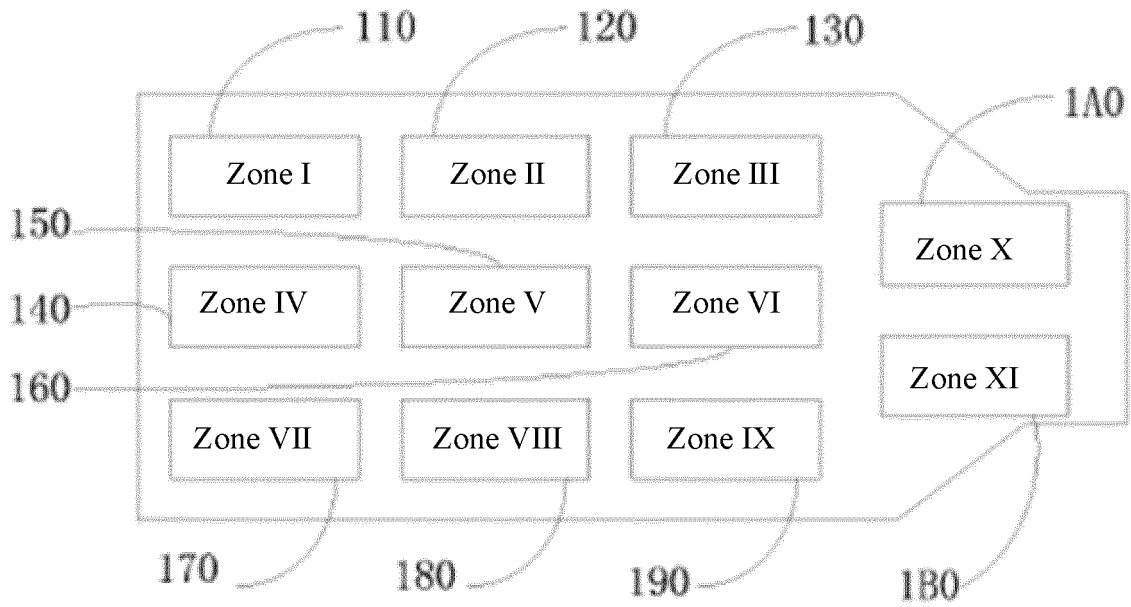 110
120
130
1A0
Zone I
Zone II
Zone III
150
Zone X
140
Zone IV
Zone V
Zone VI
160
Zone XI
Zone VII
Zone VIII
Zone IX
170
180
190
1B0